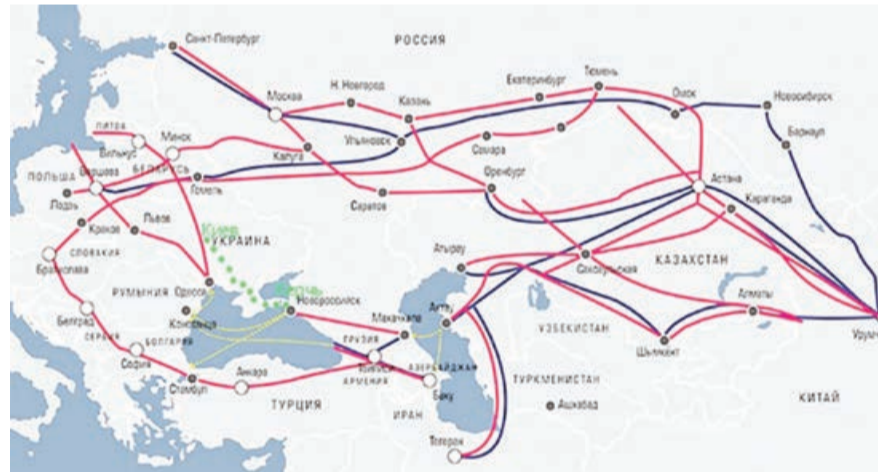 Санкт-Петербург
РОССИЯ
Тюмень
Екатеринбург
Н. Новгород
Казань
Омск
Новосибирск
Москва
ЛИТВА
Вильнус
Минск
Ульяновск
Барнаул
БЕЛАРУСЬ
Калуга
Самара
ПОЛЬША
Варшава
Гомель
Оренбург
Астана
Лодзь
Саратов
Караганда
Краков
Львов
Киев
УКРАИНА
СЛОВАКИЯ
Братислава
Атырау
Саксаульская
КАЗАХСТАН
РУМЫНИЯ
Одесса
Керчь
Новороссийск
Алматы
Констанца
Махачкала
Актау
Белград
УЗБЕКИСТАН
Урумчи
СЕРБИЯ
БОЛГАРИЯ
ГРУЗИЯ
Шымкент
София
Тбилиси
АЗЕРБАЙДЖАН
Анкара
АРМЕНИЯ
ТУРКМЕНИСТАН
Стамбул
Баку
КИТАЙ
ТУРЦИЯ
ИРАН
Ашхабад
Тегеран